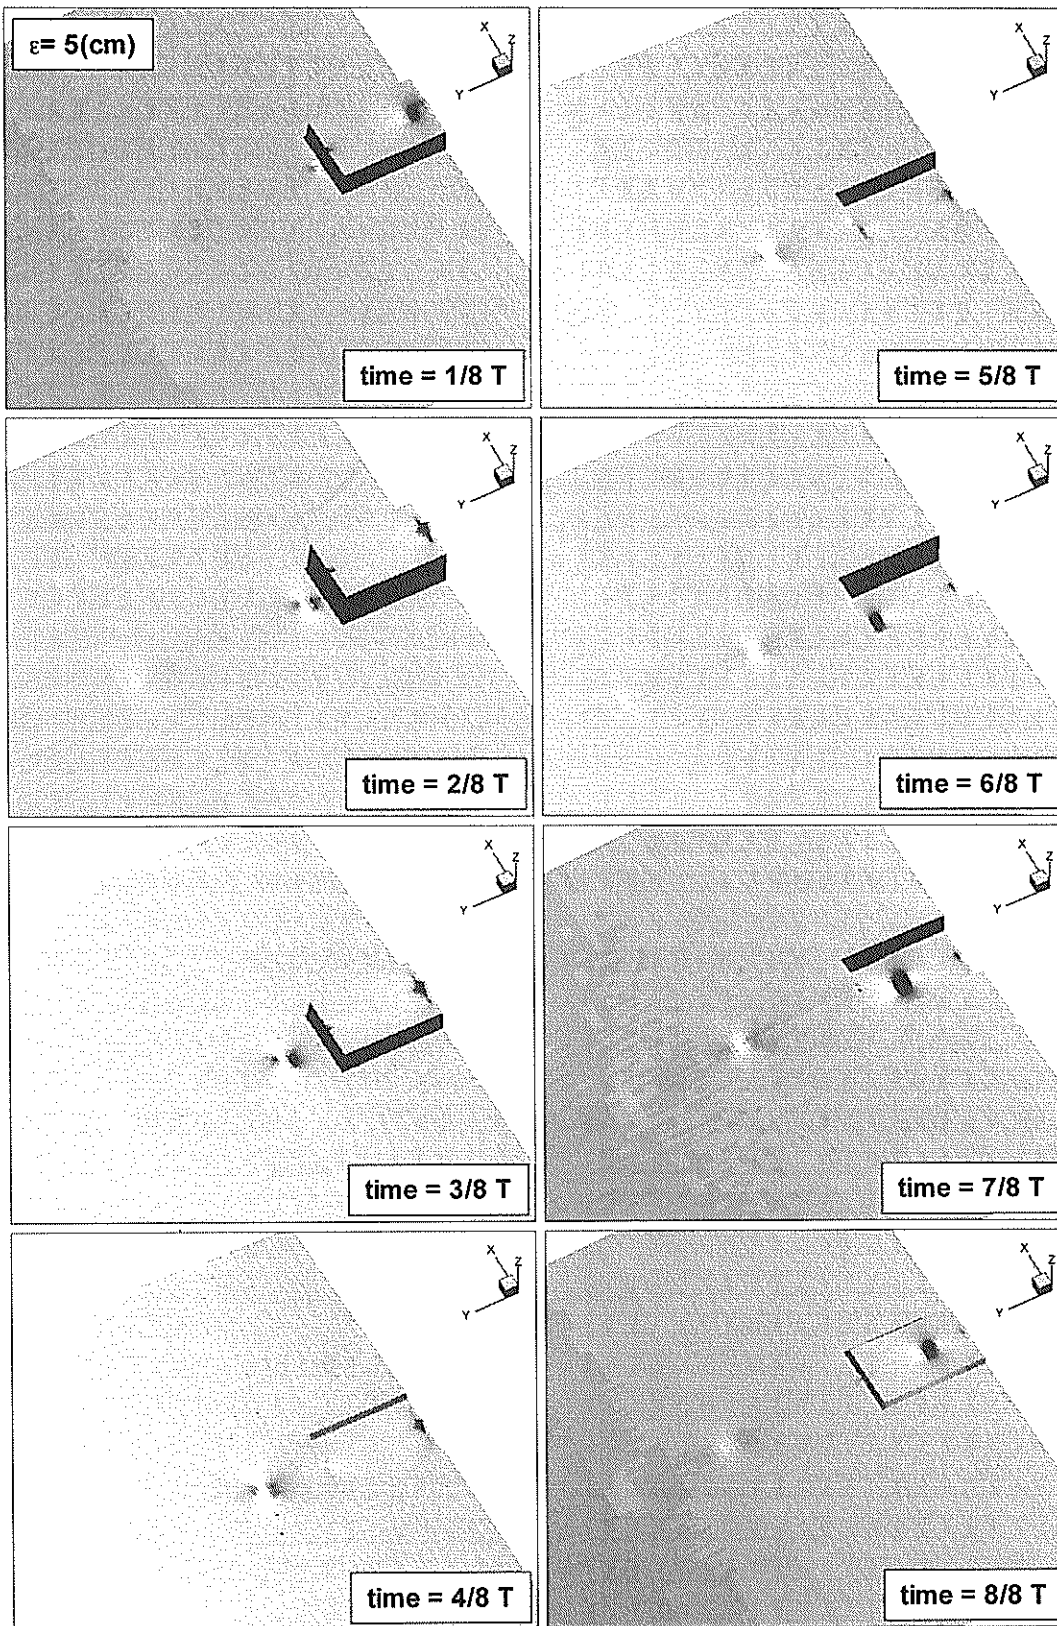 ε= 5(cm)
X
Z
Y
time = 1/8 T
X
Z
Y
time = 5/8 T
X
Z
Y
time = 2/8 T
X
Z
Y
time = 6/8 T
X
Z
Y
time = 3/8 T
X
Z
Y
time = 7/8 T
X
Z
Y
time = 4/8 T
X
Z
Y
time = 8/8 T